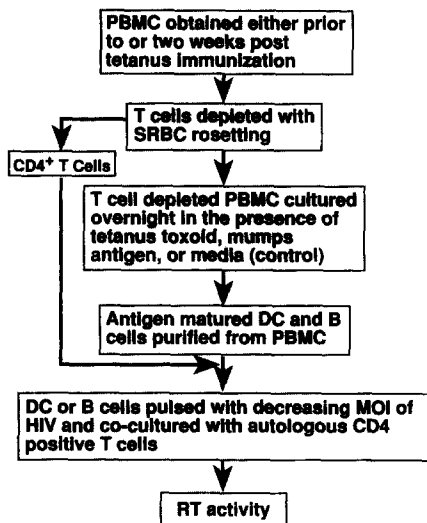 PBMC obtained either prior
to or two weeks post
tetanus immunization
T cells depleted with
SRBC rosetting
CD4+ T Cells
T cell depleted PBMC cultured
overnight in the presence of
tetanus toxoid, mumps
antigen, or media (control)
Antigen matured DC and B
cells purified from PBMC
DC or B cells pulsed with decreasing MOI of
HIV and co-cultured with autologous CD4
positive T cells
RT activity